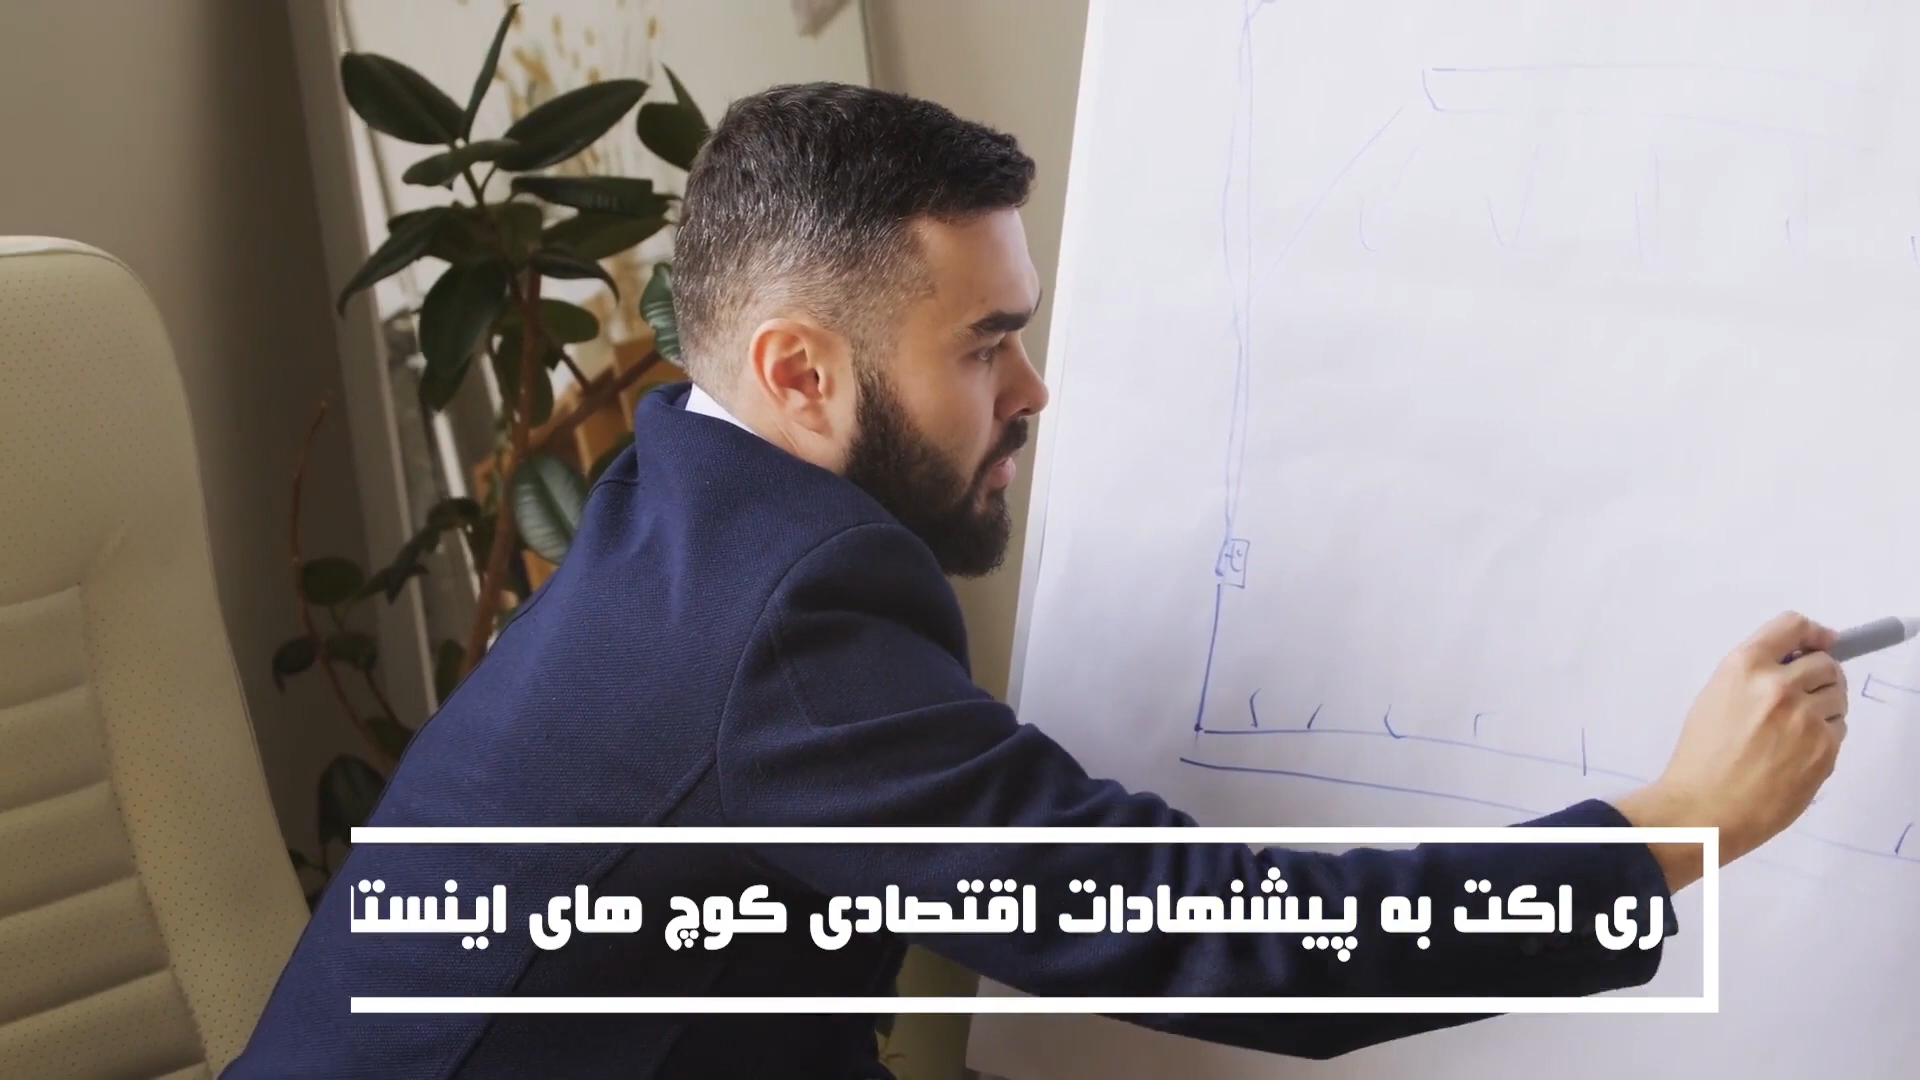 ری اکت به پیشنهادات اقتصادی کوچ های اینستا